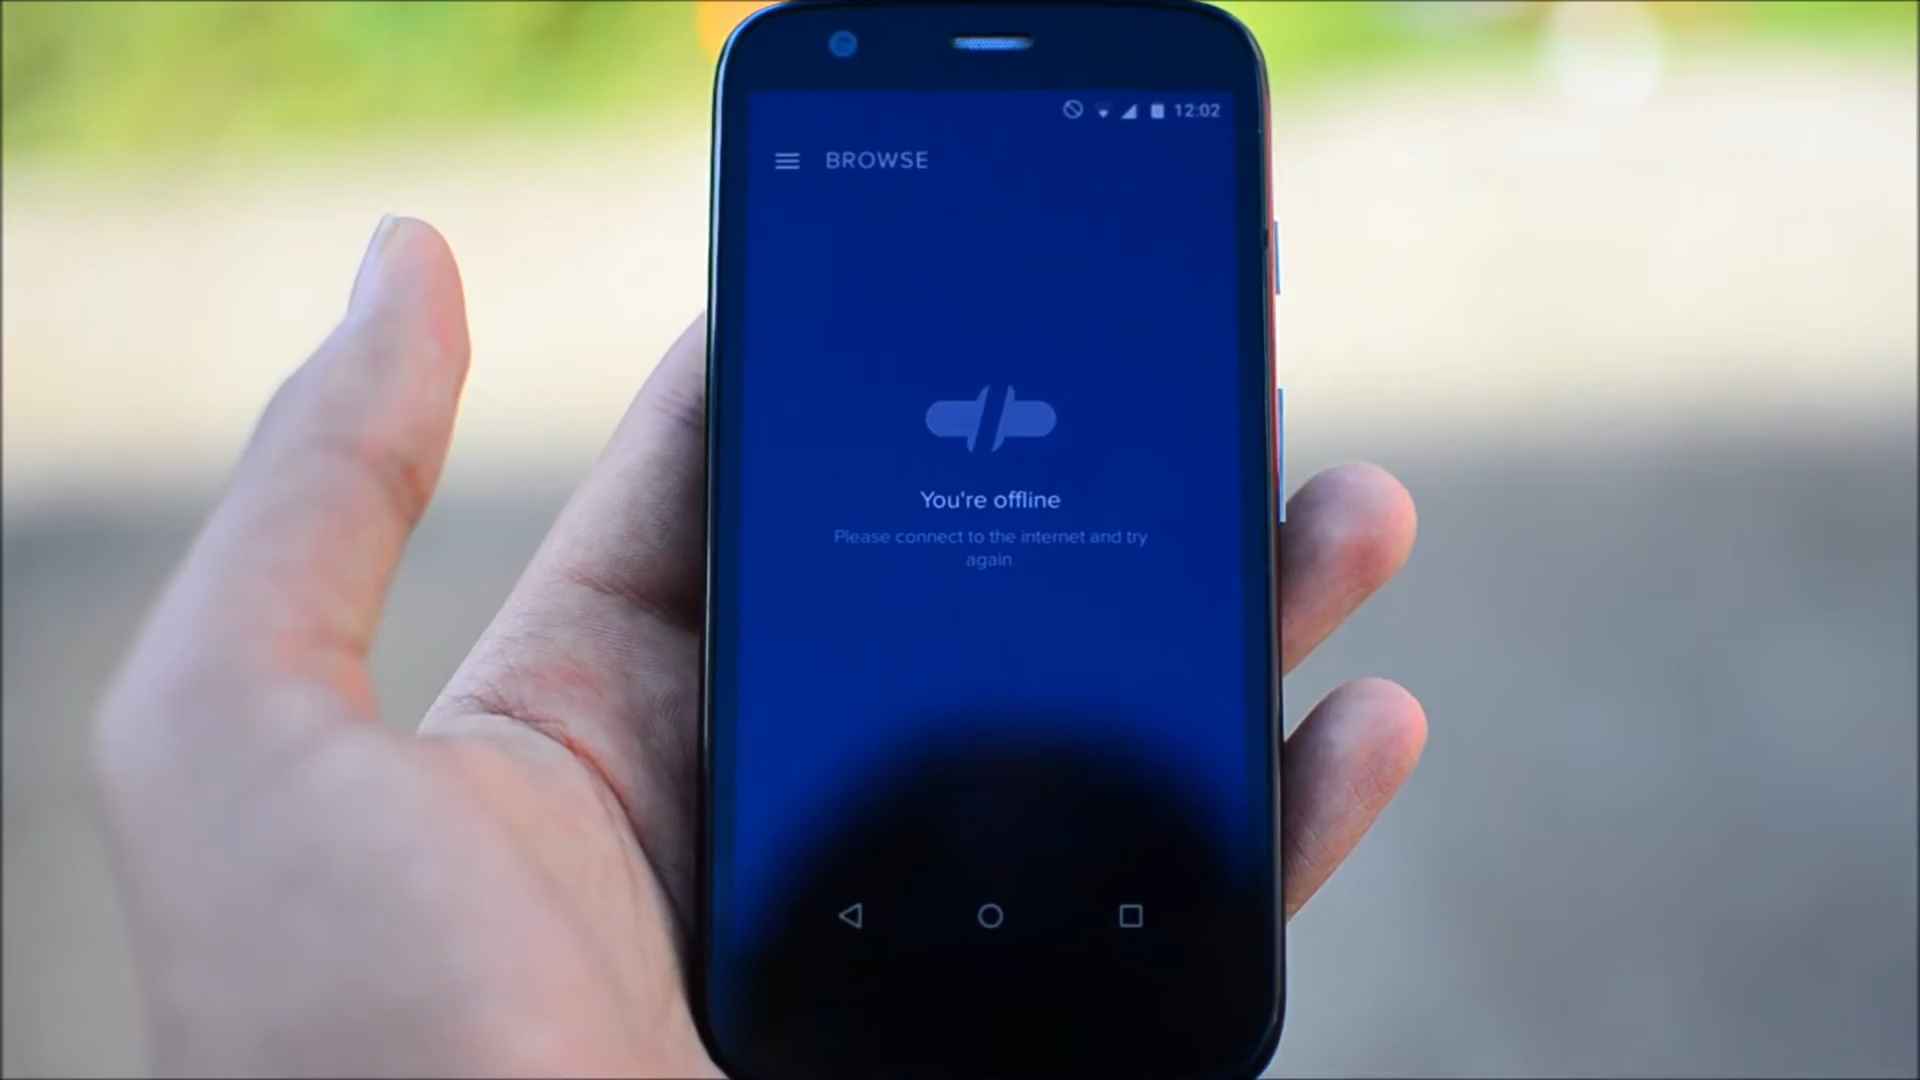 12:02
BROWSE
You're offline
Please connect to the internet and try
again.